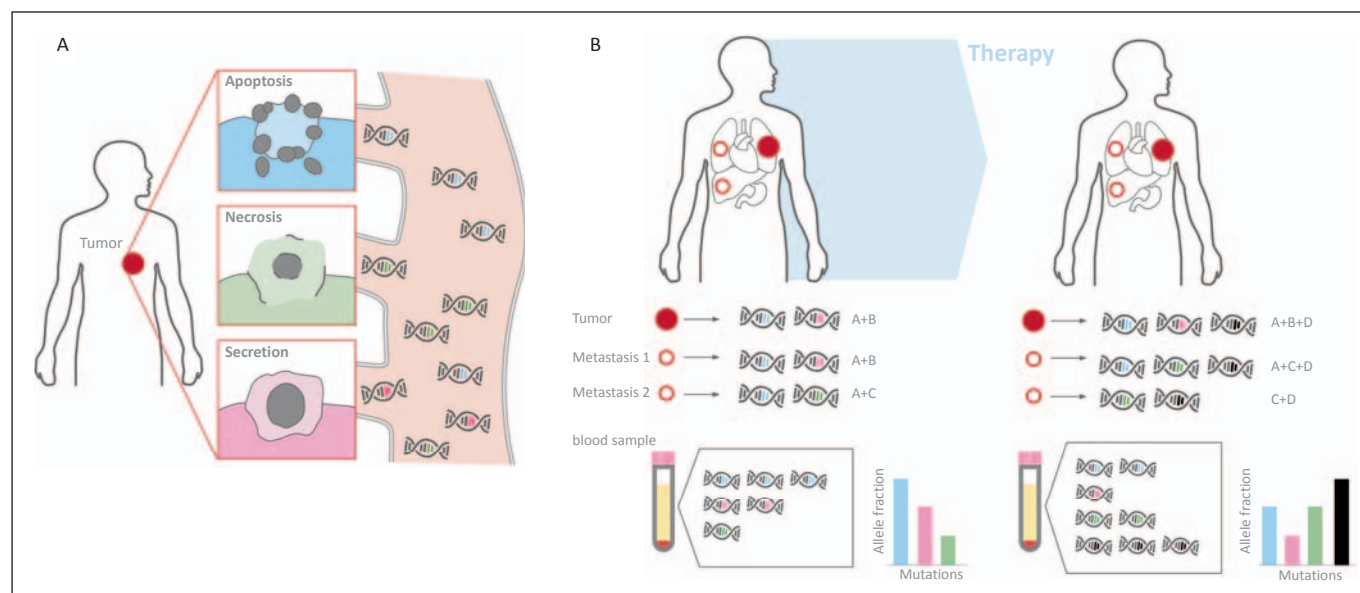 A
Apoptosis
Tumor
Necrosis
Secretion
B
Therapy
Tumor
A+B
Metastasis 1
A+B
Metastasis 2
A+C
A+B+D
A+C+D
C+D
blood sample
Allele fraction
Mutations
Allele fraction
Mutations